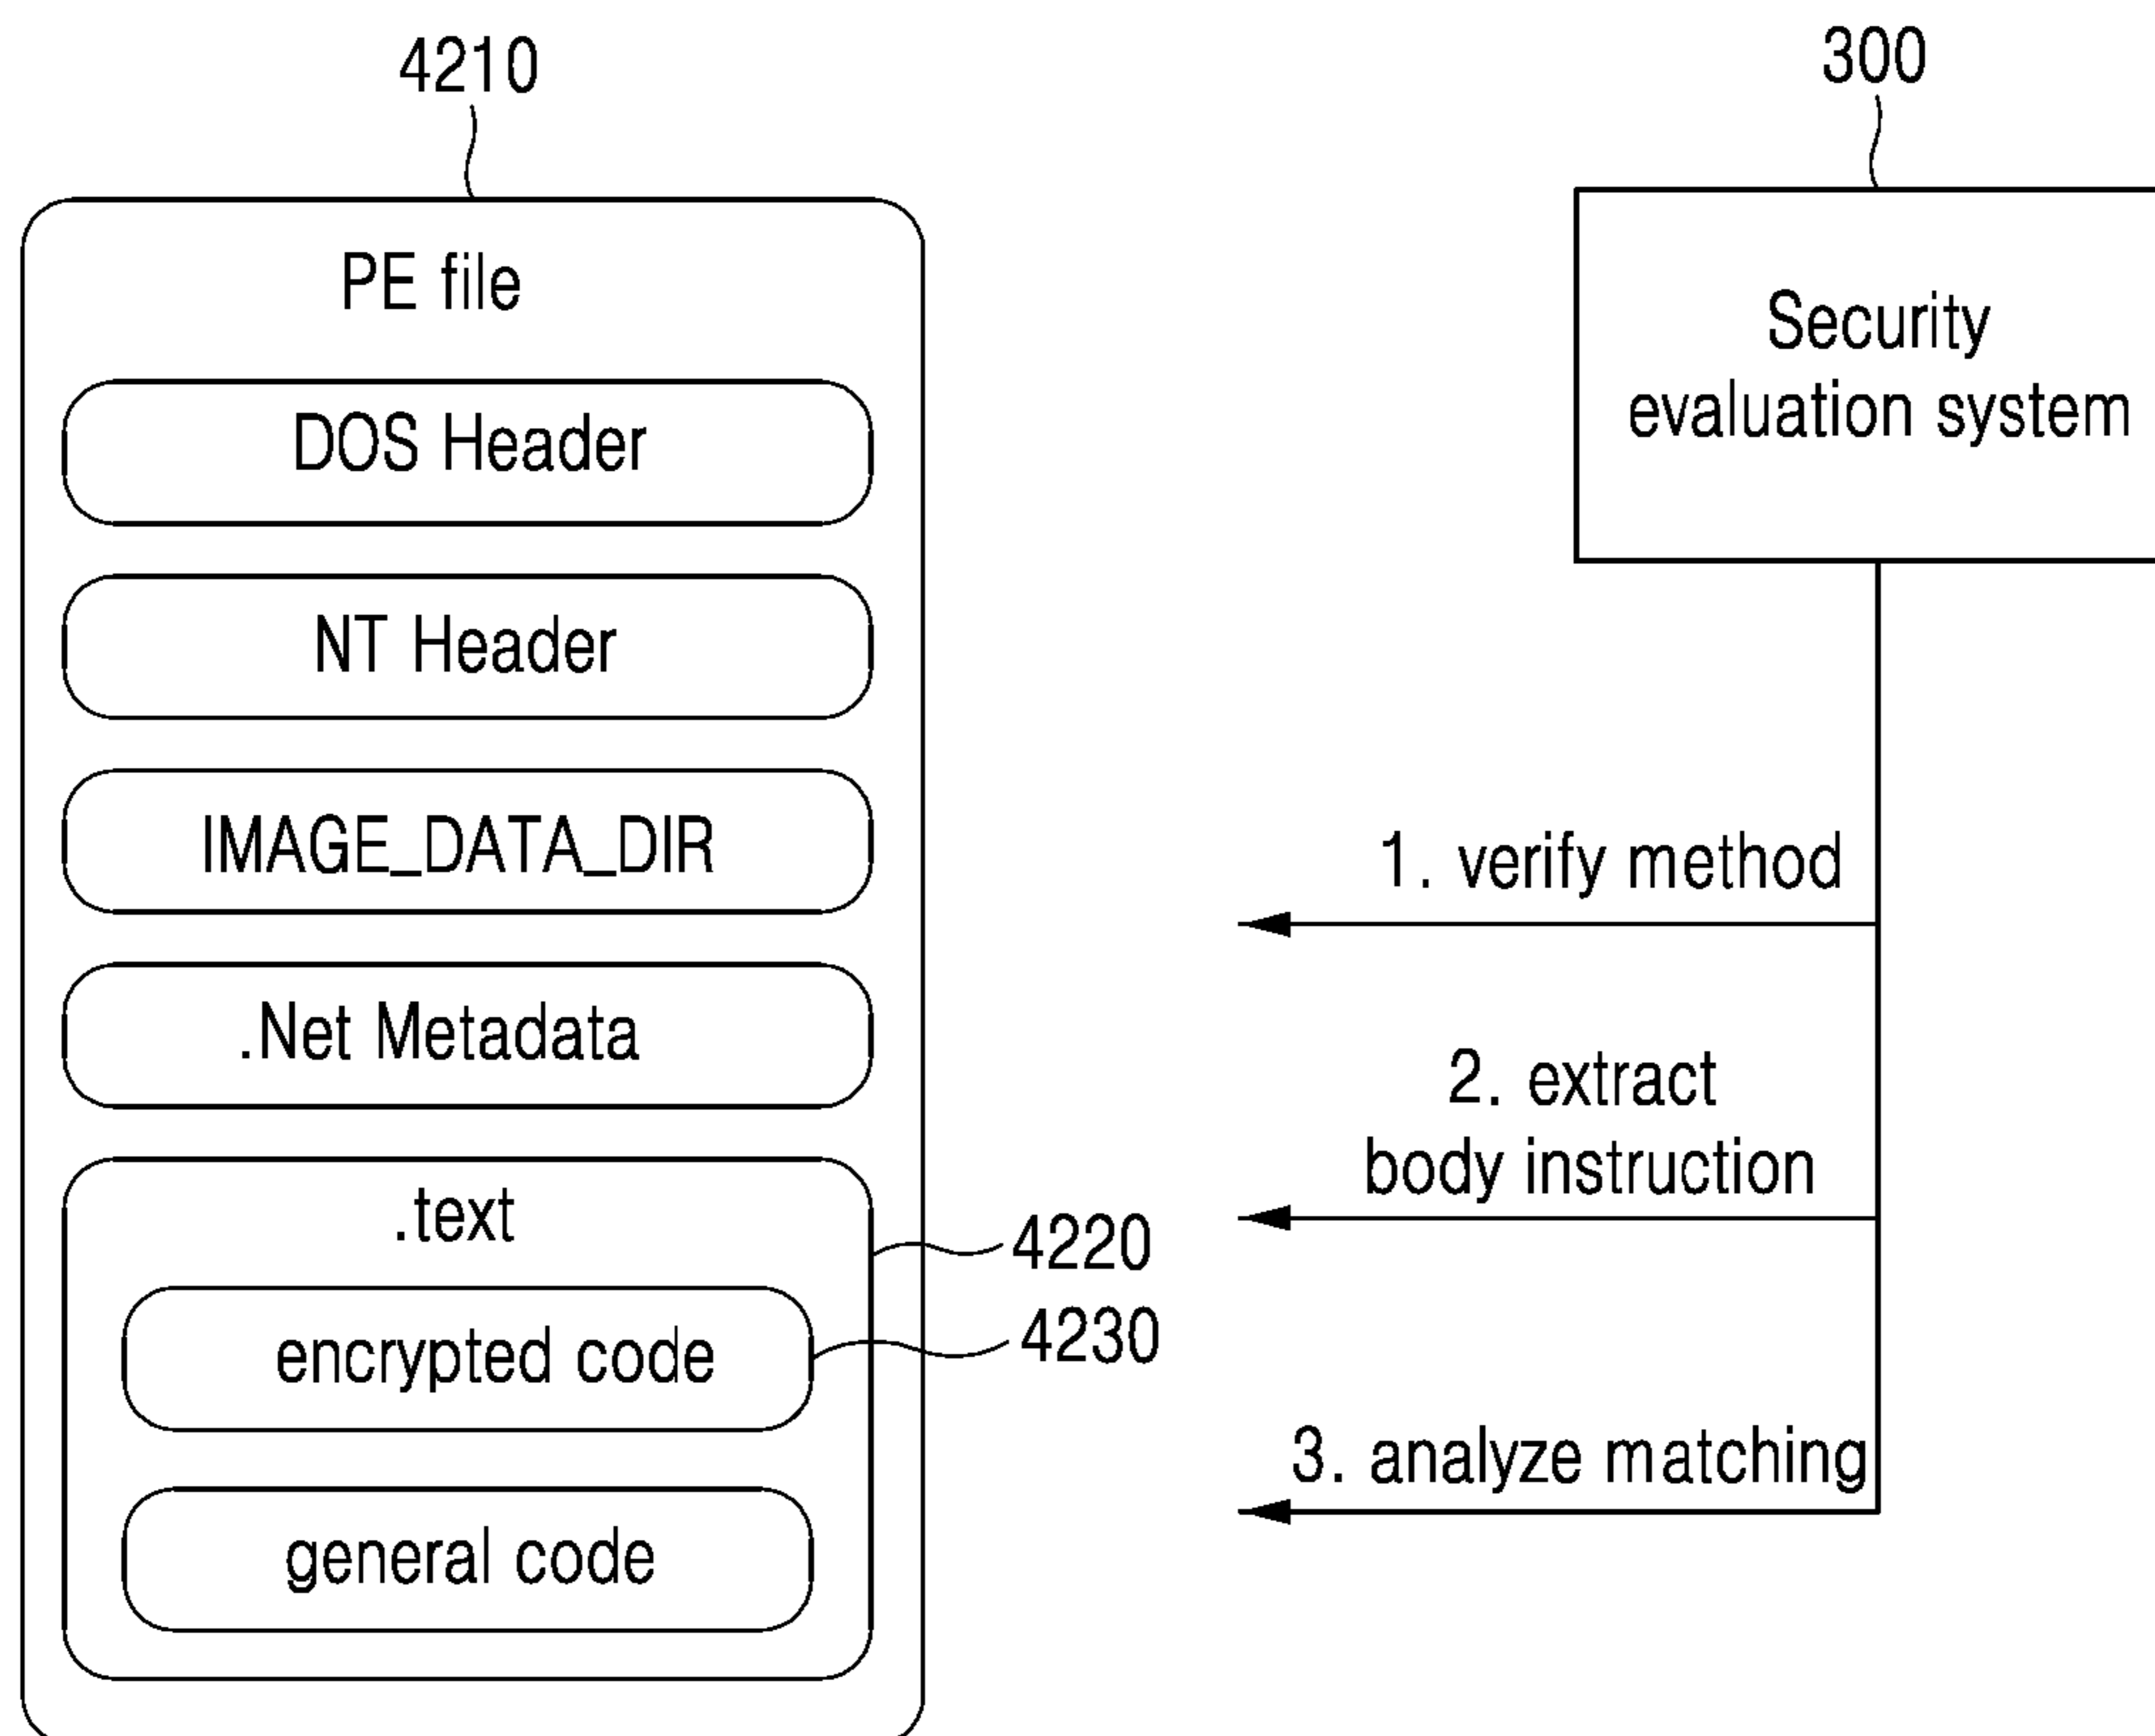 4210
PE file
DOS Header
NT Header
IMAGE_DATA_DIR
.Net Metadata
.text
encrypted code
general code
4220
4230
300
Security
evaluation system
1. verify method
2. extract
body instruction
3. analyze matching